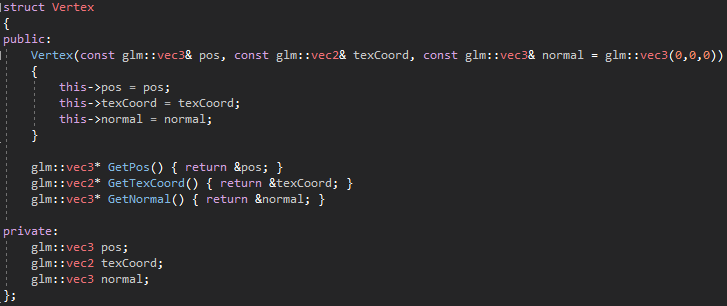 struct Vertex
{
public:
    Vertex(const glm::vec3& pos, const glm::vec2& texCoord, const glm::vec3& normal = glm::vec3(0,0,0))
    {
        this->pos = pos;
        this->texCoord = texCoord;
        this->normal = normal;
    }

    glm::vec3* GetPos() { return &pos; }
    glm::vec2* GetTexCoord() { return &texCoord; }
    glm::vec3* GetNormal() { return &normal; }

private:
    glm::vec3 pos;
    glm::vec2 texCoord;
    glm::vec3 normal;
};